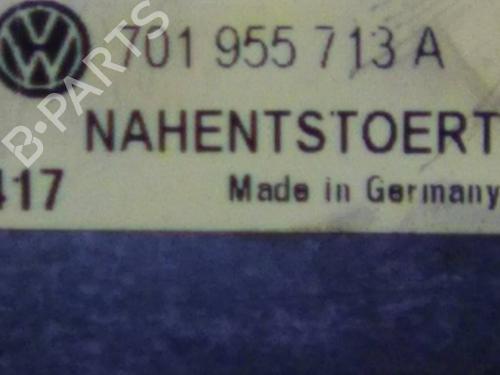 701 955 713 A
NAHENTSTOERT
417
Made in Germany
B-PARTS